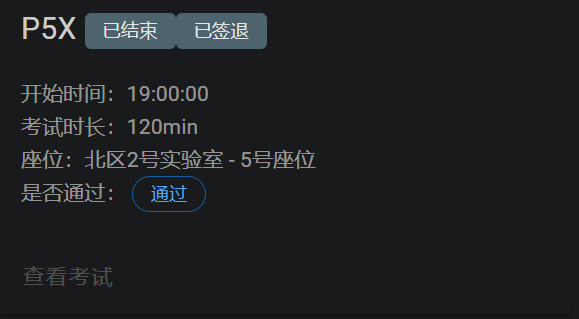 P5X 已结束 已签退
开始时间：19:00:00
考试时长：120min
座位：北区2号实验室 - 5号座位
是否通过： 通过
查看考试